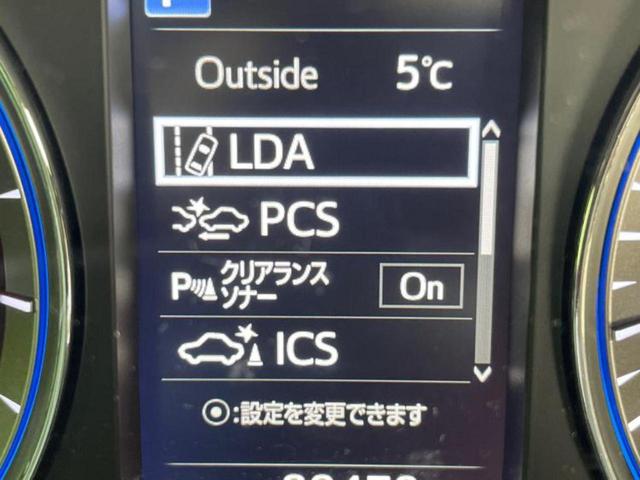 Outside 5℃
LDA
PCS
P クリアランス
ソナー On
ICS
⦿:設定を変更できます